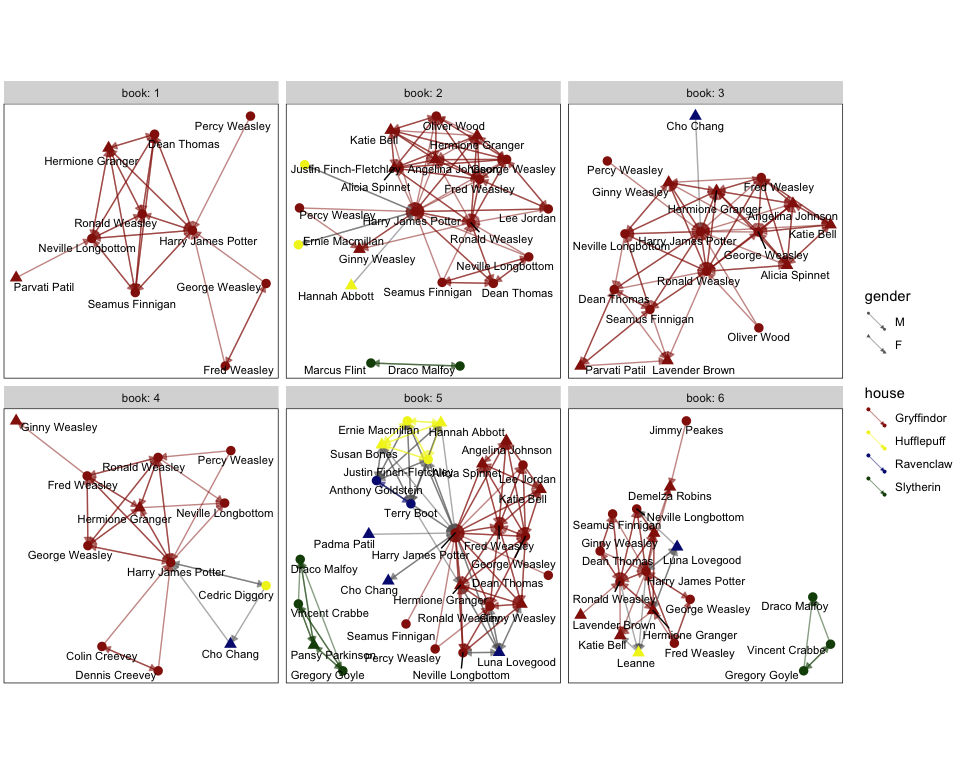 book: 1
Percy Weasley
Dean Thomas
Hermione Granger
Ronald Weasley
Harry James Potter
Neville Longbottom
Parvati Patil
George Weasley
Seamus Finnigan
Fred Weasley
book: 2
Oliver Wood
Katie Bell
Hermione Granger
Justin Finch-Fletchley
Angelina Johnson
George Weasley
Alicia Spinnet
Fred Weasley
Percy Weasley
Harry James Potter
Lee Jordan
Ernie Macmillan
Ronald Weasley
Ginny Weasley
Neville Longbottom
Hannah Abbott
Seamus Finnigan
Dean Thomas
Marcus Flint
Draco Malfoy
book: 3
Cho Chang
Percy Weasley
Ginny Weasley
Fred Weasley
Hermione Granger
Angelina Johnson
Katie Bell
Neville Longbottom
Harry James Potter
George Weasley
Ronald Weasley
Alicia Spinnet
Dean Thomas
Seamus Finnigan
Oliver Wood
Parvati Patil
Lavender Brown
book: 4
Ginny Weasley
Ronald Weasley
Percy Weasley
Fred Weasley
Hermione Granger
Neville Longbottom
George Weasley
Harry James Potter
Cedric Diggory
Cho Chang
Colin Creevey
Dennis Creevey
book: 5
Ernie Macmillan
Hannah Abbott
Susan Bones
Angelina Johnson
Justin Finch-Fletchley
Alicia Spinnet
Lee Jordan
Anthony Goldstein
Katie Bell
Terry Boot
Padma Patil
Harry James Potter
Fred Weasley
George Weasley
Draco Malfoy
Cho Chang
Dean Thomas
Hermione Granger
Vincent Crabbe
Ronald Weasley
Ginny Weasley
Seamus Finnigan
Pansy Parkinson
Percy Weasley
Luna Lovegood
Gregory Goyle
Neville Longbottom
book: 6
Jimmy Peakes
Demelza Robins
Neville Longbottom
Seamus Finnigan
Ginny Weasley
Dean Thomas
Luna Lovegood
Harry James Potter
Ronald Weasley
George Weasley
Draco Malfoy
Lavender Brown
Hermione Granger
Katie Bell
Fred Weasley
Vincent Crabbe
Leanne
Gregory Goyle
gender
M
F
house
Gryffindor
Hufflepuff
Ravenclaw
Slytherin